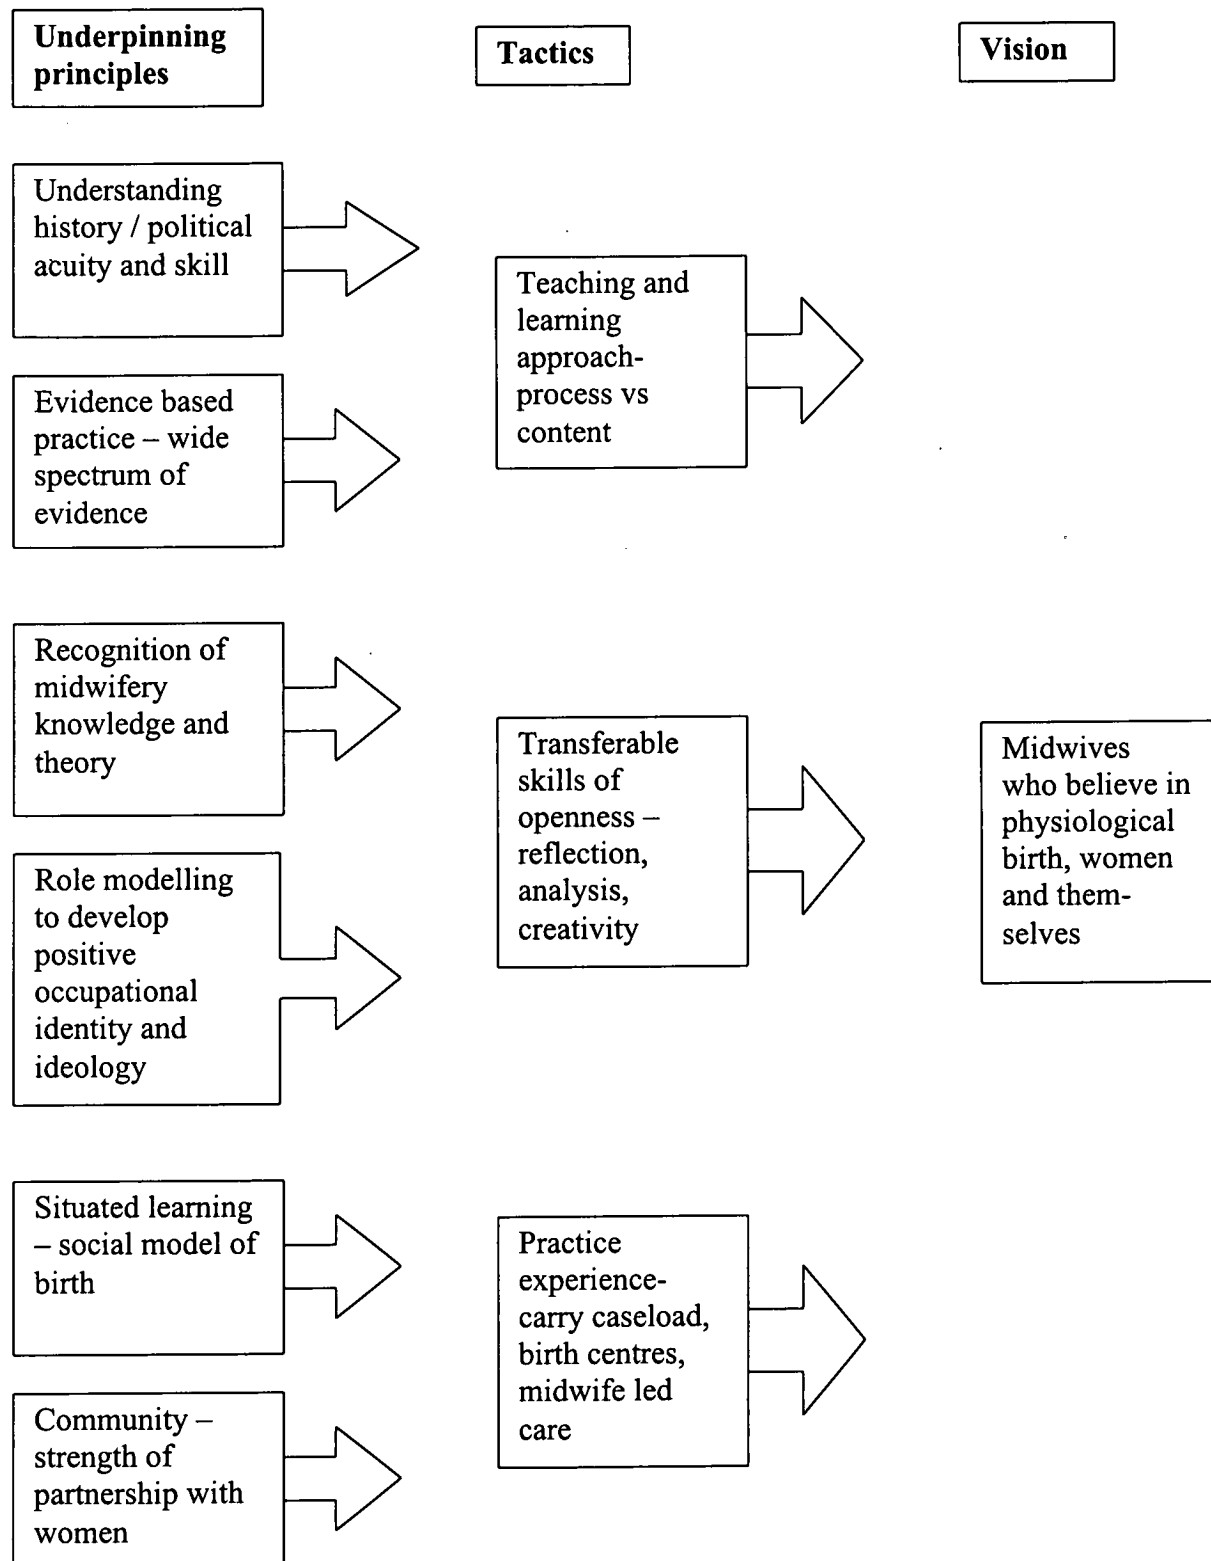 Underpinning
principles
Tactics
Vision
Understanding
history / political
acuity and skill
Evidence based
practice – wide
spectrum of
evidence
Teaching and
learning
approach-
process vs
content
Recognition of
midwifery
knowledge and
theory
Role modelling
to develop
positive
occupational
identity and
ideology
Transferable
skills of
openness –
reflection,
analysis,
creativity
Midwives
who believe in
physiological
birth, women
and them-
selves
Situated learning
– social model of
birth
Community –
strength of
partnership with
women
Practice
experience-
carry caseload,
birth centres,
midwife led
care